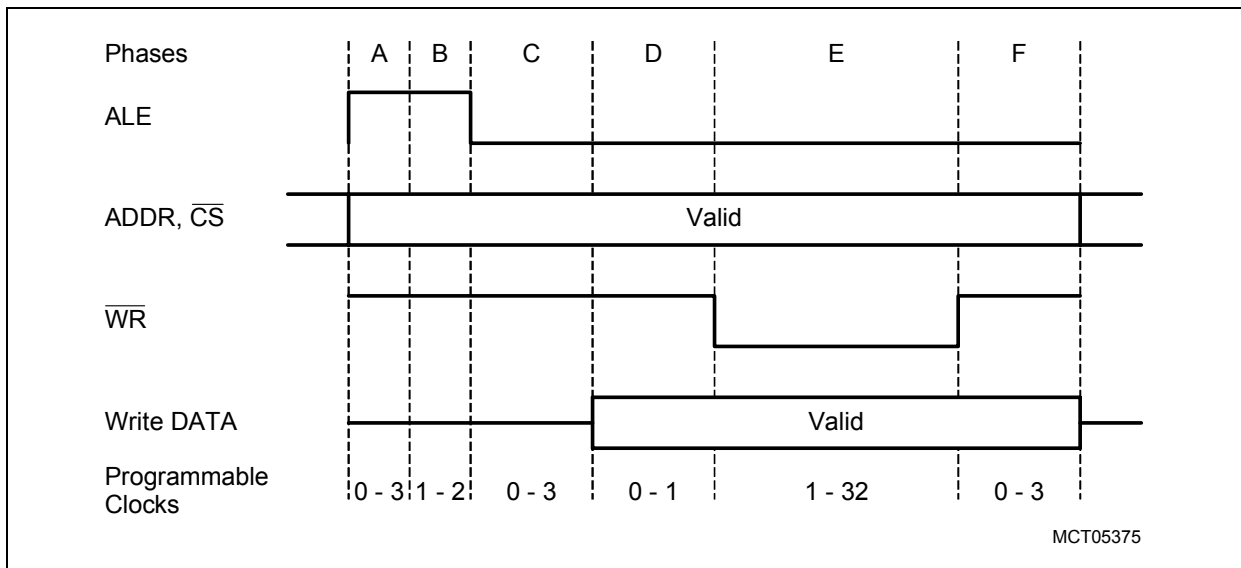 Phases A B C D E F
ALE
ADDR, CS Valid
WR
Write DATA Valid
Programmable
Clocks 0 - 3 1 - 2 0 - 3 0 - 1 1 - 32 0 - 3
MCT05375